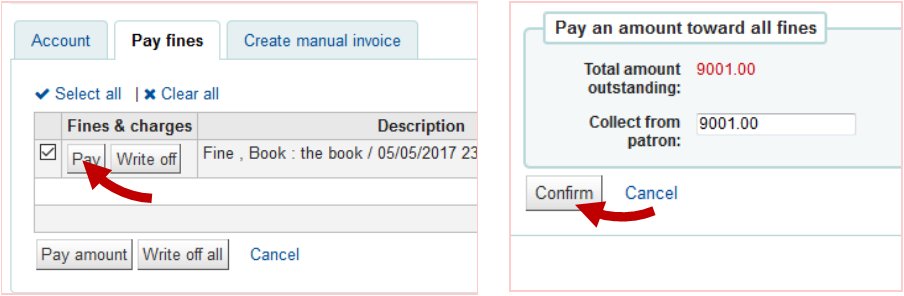 Account
Pay fines
Create manual invoice
Select all | Clear all
Fines & charges Description
Pay Write off Fine , Book : the book / 05/05/2017 23
Pay amount Write off all Cancel
Pay an amount toward all fines
Total amount 9001.00
outstanding:
Collect from 9001.00
patron:
Confirm Cancel